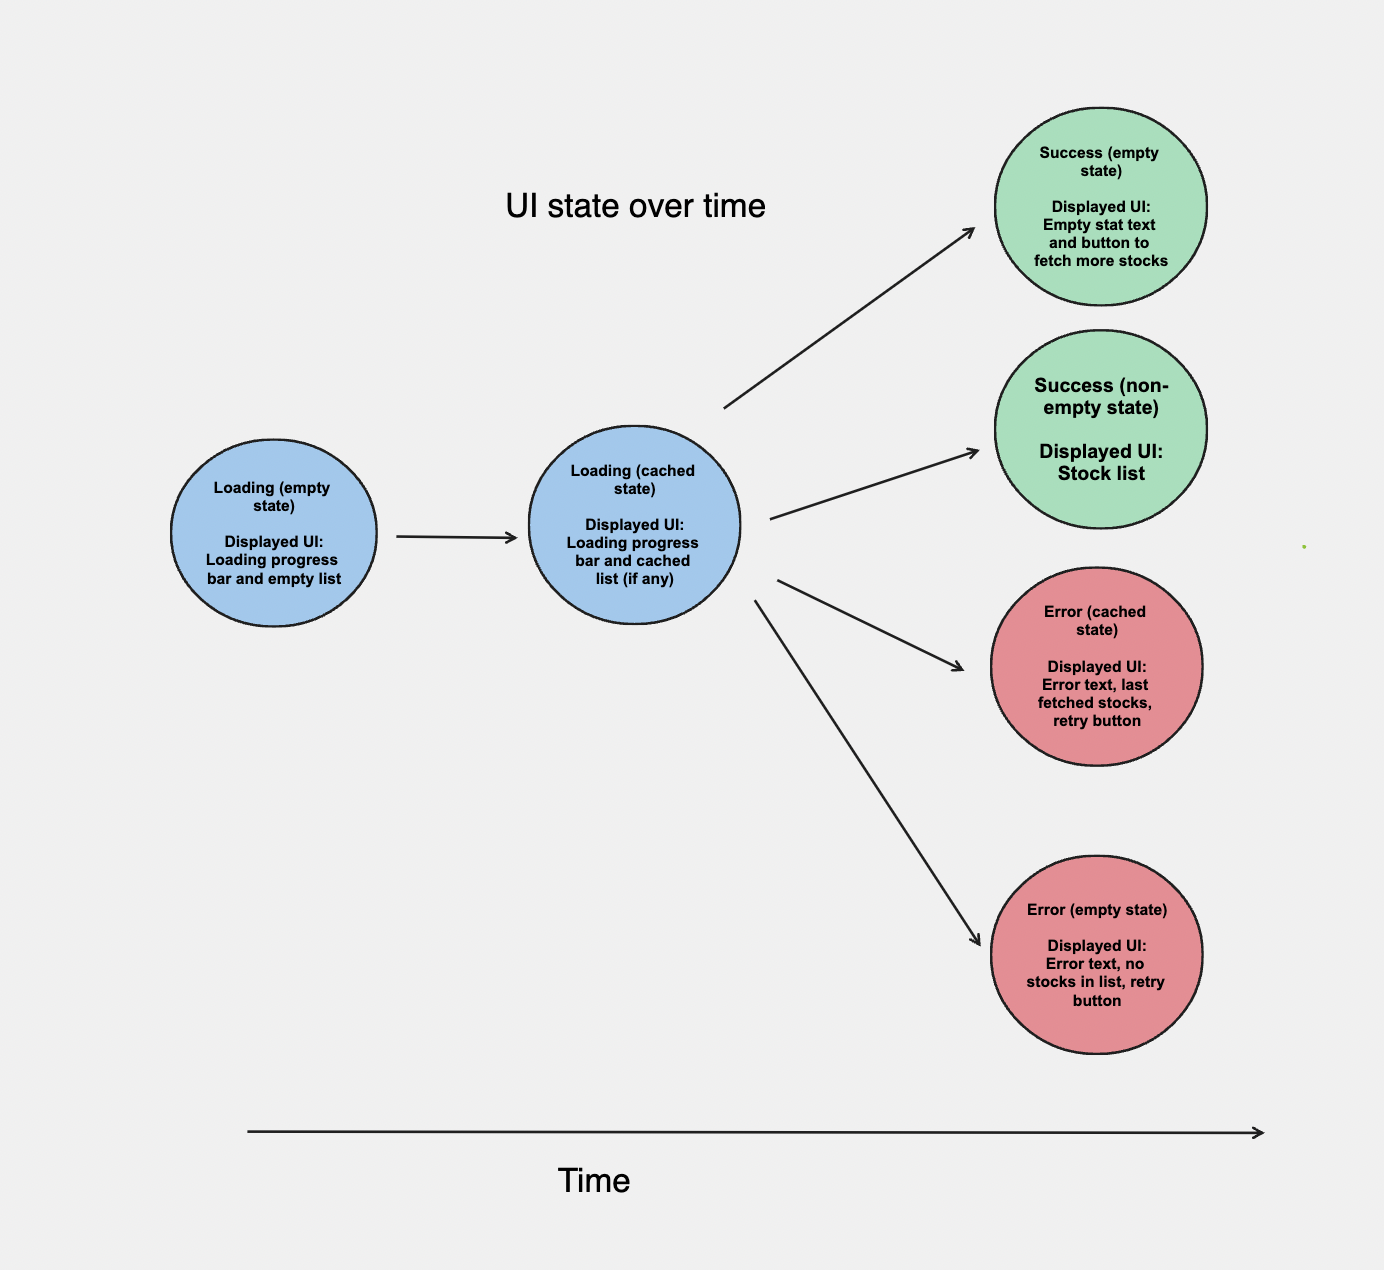 UI state over time
Success (empty
state)
Displayed UI:
Empty stat text
and button to
fetch more stocks
Success (non-
empty state)
Displayed UI:
Stock list
Loading (empty
state)
Displayed UI:
Loading progress
bar and empty list
Loading (cached
state)
Displayed UI:
Loading progress
bar and cached
list (if any)
Error (cached
state)
Displayed UI:
Error text, last
fetched stocks,
retry button
Error (empty state)
Displayed UI:
Error text, no
stocks in list, retry
button
Time